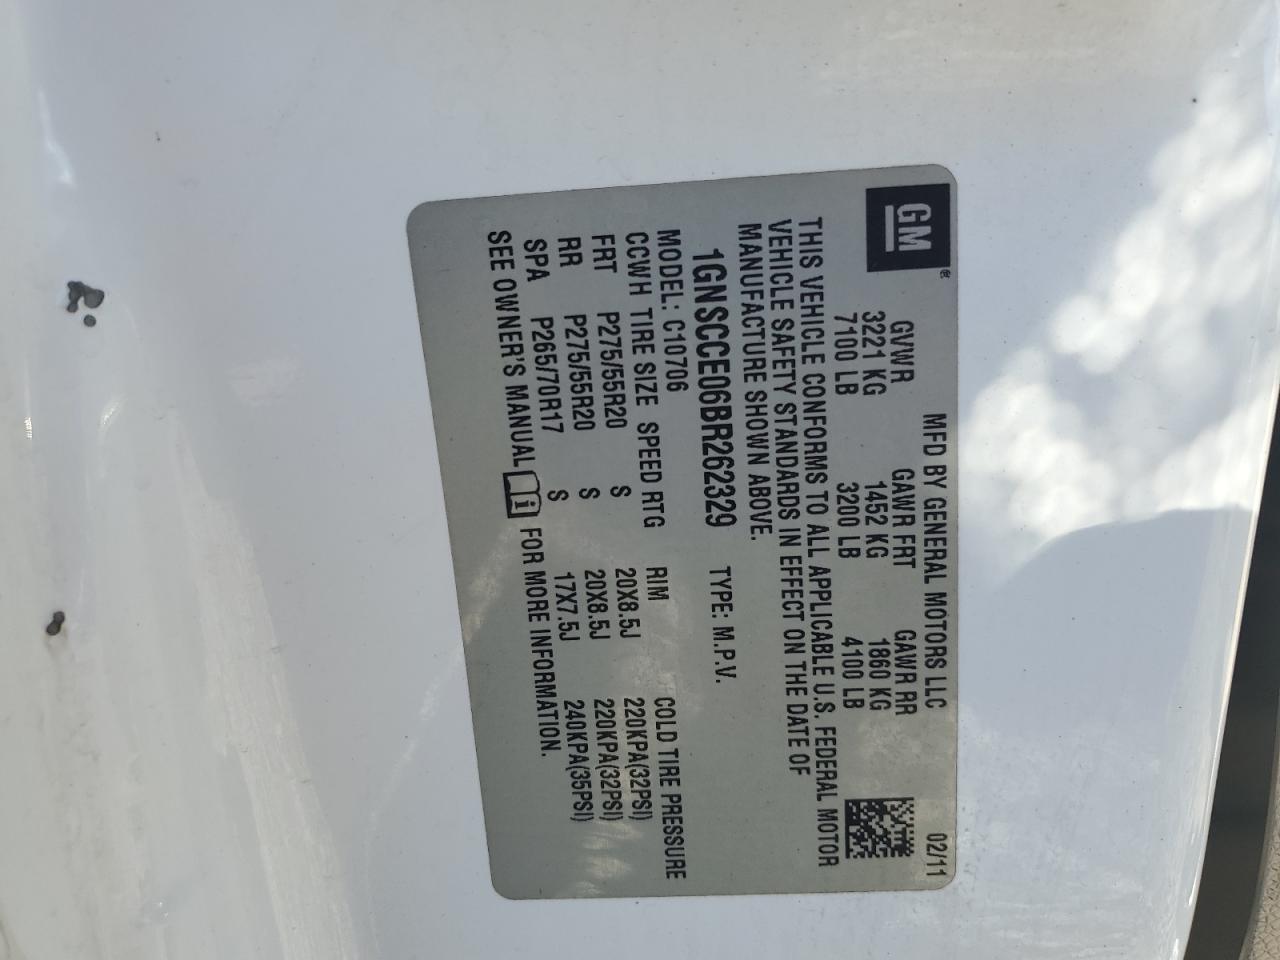 GM®
MFD BY GENERAL MOTORS LLC 02/11
GVWR GAWR FRT GAWR RR
3221 KG 1452 KG 1860 KG
7100 LB 3200 LB 4100 LB
THIS VEHICLE CONFORMS TO ALL APPLICABLE U.S. FEDERAL MOTOR
VEHICLE SAFETY STANDARDS IN EFFECT ON THE DATE OF
MANUFACTURE SHOWN ABOVE.
1GNSCCE06BR262329 TYPE: M.P.V.
MODEL: C10706
CCWH TIRE SIZE SPEED RTG RIM COLD TIRE PRESSURE
FRT P275/55R20 S 20X8.5J 220KPA(32PSI)
RR P275/55R20 S 20X8.5J 220KPA(32PSI)
SPA P265/70R17 S 17X7.5J 240KPA(35PSI)
SEE OWNER'S MANUAL i FOR MORE INFORMATION.